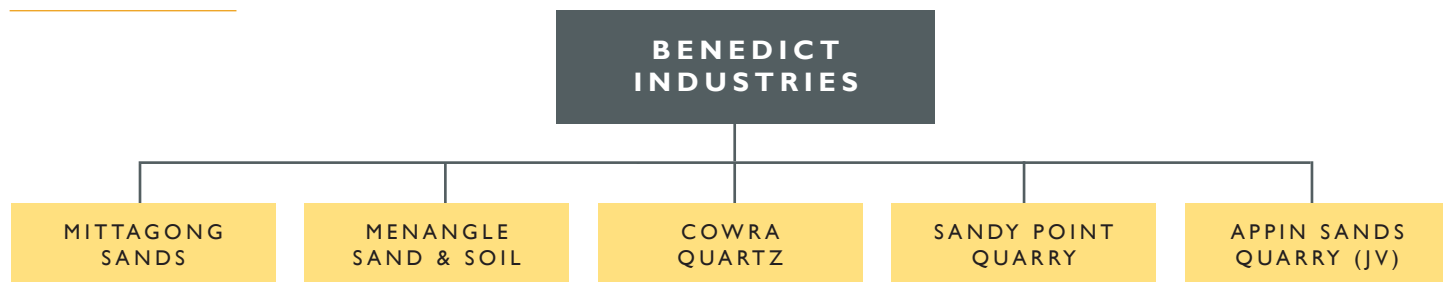 BENEDICT
INDUSTRIES
MITTAGONG
SANDS
MENANGLE
SAND & SOIL
COWRA
QUARTZ
SANDY POINT
QUARRY
APPIN SANDS
QUARRY (JV)